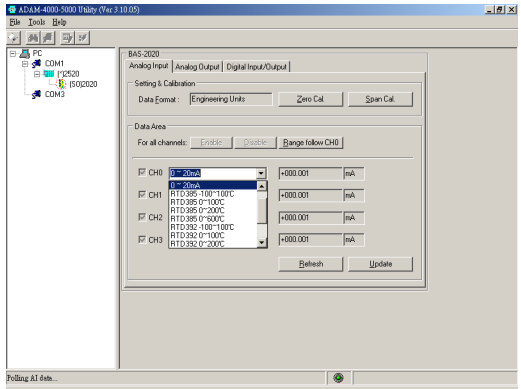 ADAM-4000-5000 Utility (Ver 3.10.05)
File Tools Help
PC
COM1
(*)2520
(S0)2020
COM3
BAS-2020
Analog Input Analog Output Digital Input/Output
Setting & Calibration
Data Format : Engineering Units Zero Cal. Span Cal.
Data Area
For all channels: Enable Disable Range follow CH0
CH0 0 ~ 20mA +000.001 mA
0 ~ 20mA
RTD385 -100~100℃
CH1 RTD385 0~100℃ +000.001 mA
RTD385 0~200℃
CH2 RTD385 0~600℃ +000.001 mA
RTD392 -100~100℃
RTD392 0~100℃
CH3 RTD392 0~200℃ +000.001 mA
Refresh Update
Polling AI data...